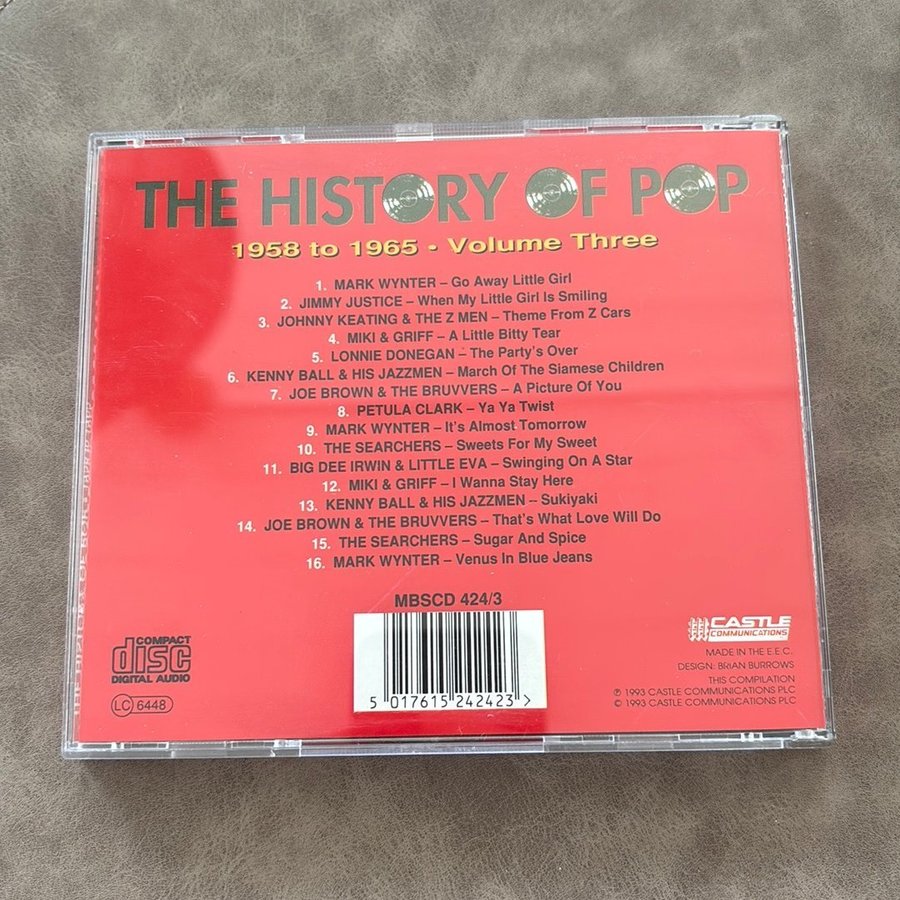 THE HISTORY OF POP
1958 to 1965 • Volume Three
1. MARK WYNTER – Go Away Little Girl
2. JIMMY JUSTICE – When My Little Girl Is Smiling
3. JOHNNY KEATING & THE Z MEN – Theme From Z Cars
4. MIKI & GRIFF – A Little Bitty Tear
5. LONNIE DONEGAN – The Party's Over
6. KENNY BALL & HIS JAZZMEN – March Of The Siamese Children
7. JOE BROWN & THE BRUVVERS – A Picture Of You
8. PETULA CLARK – Ya Ya Twist
9. MARK WYNTER – It's Almost Tomorrow
10. THE SEARCHERS – Sweets For My Sweet
11. BIG DEE IRWIN & LITTLE EVA – Swinging On A Star
12. MIKI & GRIFF – I Wanna Stay Here
13. KENNY BALL & HIS JAZZMEN – Sukiyaki
14. JOE BROWN & THE BRUVVERS – That's What Love Will Do
15. THE SEARCHERS – Sugar And Spice
16. MARK WYNTER – Venus In Blue Jeans
MBSCD 424/3
5 017615 242423 >
COMPACT
disc
DIGITAL AUDIO
LC 6448
CASTLE
COMMUNICATIONS
MADE IN THE E.E.C.
DESIGN: BRIAN BURROWS
THIS COMPILATION
℗ 1993 CASTLE COMMUNICATIONS PLC
© 1993 CASTLE COMMUNICATIONS PLC